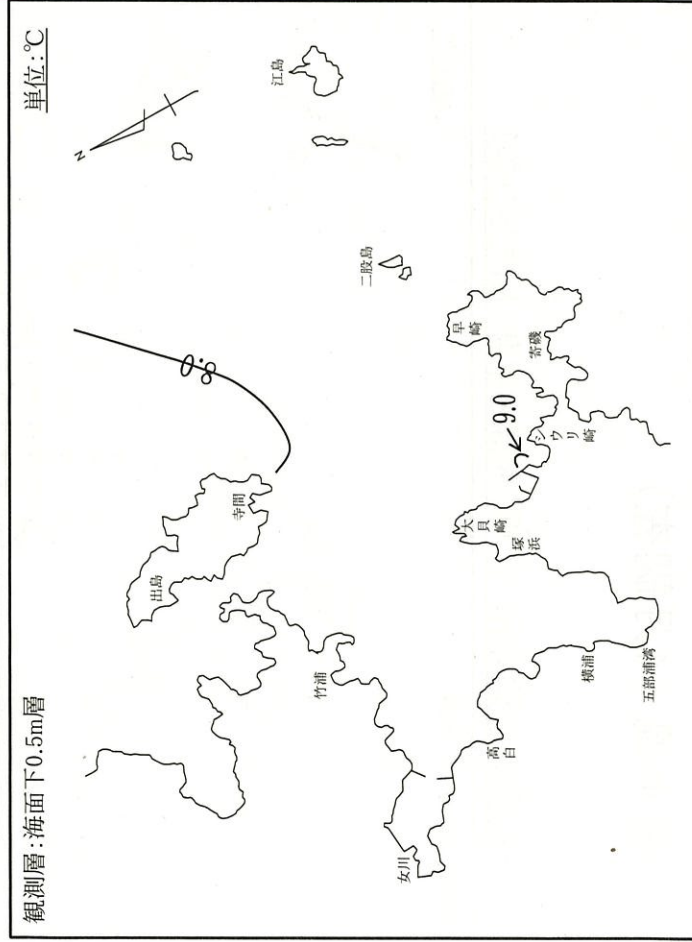 観測層:海面下0.5m層
単位:℃
N
江島
二股島
8.0
出島
寺間
早崎
寄磯
9.0
シウリ崎
大貝崎
塚浜
竹浦
横浦
五部浦湾
高白
女川